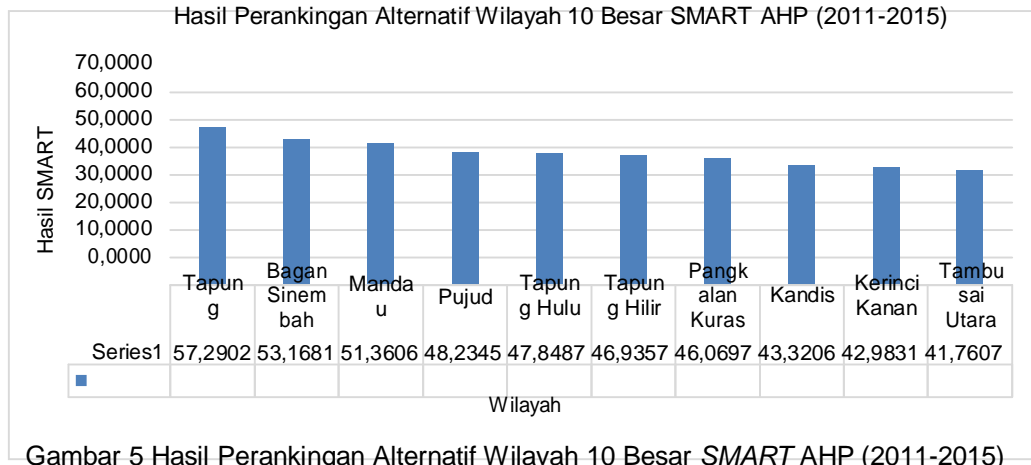 Hasil Perankingan Alternatif Wilayah 10 Besar SMART AHP (2011-2015)
70,0000
60,0000
50,0000
40,0000
30,0000
20,0000
10,0000
0,0000
Hasil SMART
Tapun
g
Bagan
Sinem
bah
Manda
u
Pujud
Tapun
g Hulu
Tapun
g Hilir
Pangk
alan
Kuras
Kandis
Kerinci
Kanan
Tambu
sai
Utara
Series1 57,2902 53,1681 51,3606 48,2345 47,8487 46,9357 46,0697 43,3206 42,9831 41,7607
Wilayah
Gambar 5 Hasil Perankingan Alternatif Wilayah 10 Besar SMART AHP (2011-2015)